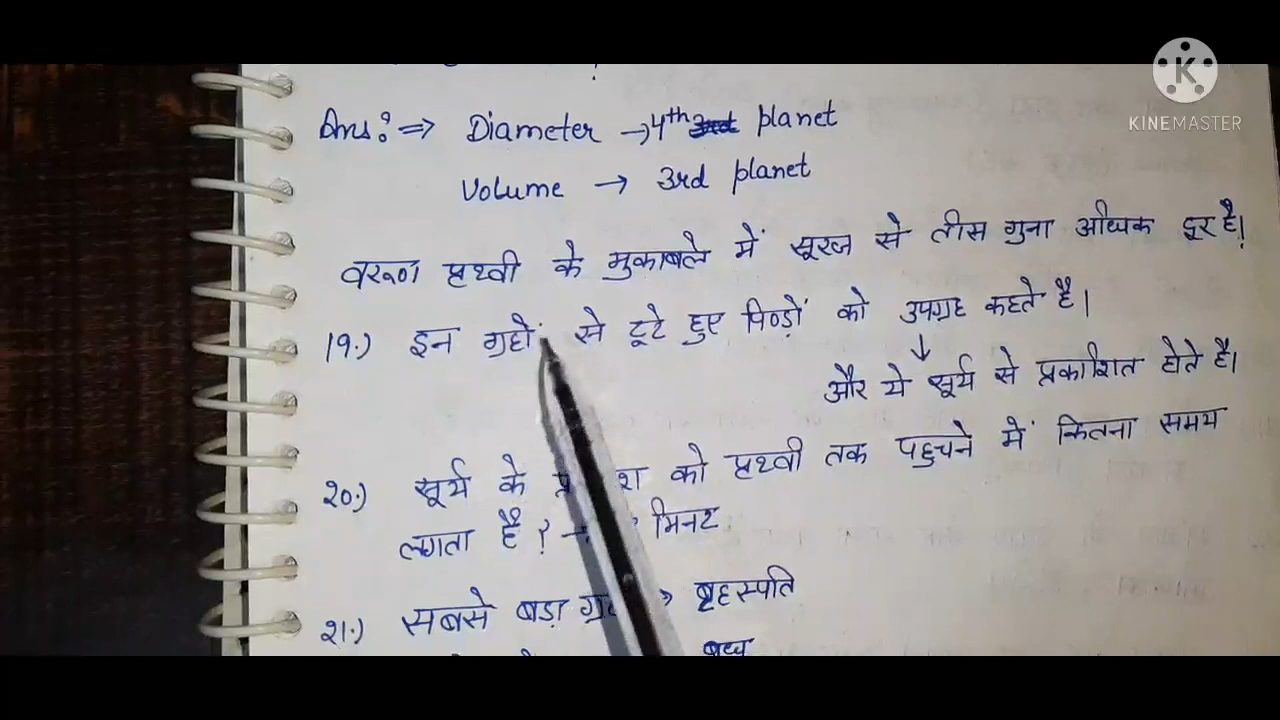 Ans:⇒ Diameter → 4th planet
Volume → 3rd planet
वरूण पृथ्वी के मुकाबले में सूरज से तीस गुना अधिक दूर है।
19.) इन ग्रहों से टूटे हुए पिण्ड़ों को उपग्रह कहते है।
↓
और ये सूर्य से प्रकाशित होते है।
20.) सूर्य के को पृथ्वी तक पहुचने में कितना समय
लगता है? → मिनट
21.) सबसे बड़ा → बृहस्पति
बुध
K
KINEMASTER